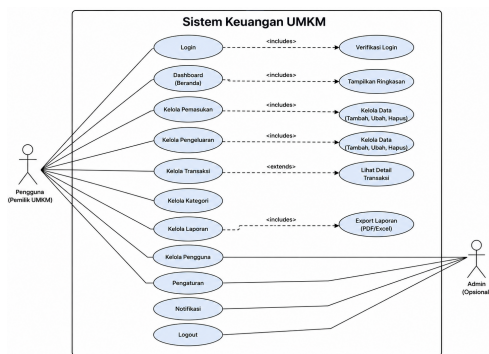 Sistem Keuangan UMKM
Login
<includes>
Verifikasi Login
Dashboard
(Beranda)
<includes>
Tampilkan Ringkasan
Kelola Pemasukan
<includes>
Kelola Data
(Tambah, Ubah, Hapus)
Kelola Pengeluaran
<includes>
Kelola Data
(Tambah, Ubah, Hapus)
Kelola Transaksi
<extends>
Lihat Detail
Transaksi
Pengguna
(Pemilik UMKM)
Kelola Kategori
Kelola Laporan
<includes>
Export Laporan
(PDF/Excel)
Kelola Pengguna
Pengaturan
Admin
(Opsional
Notifikasi
Logout